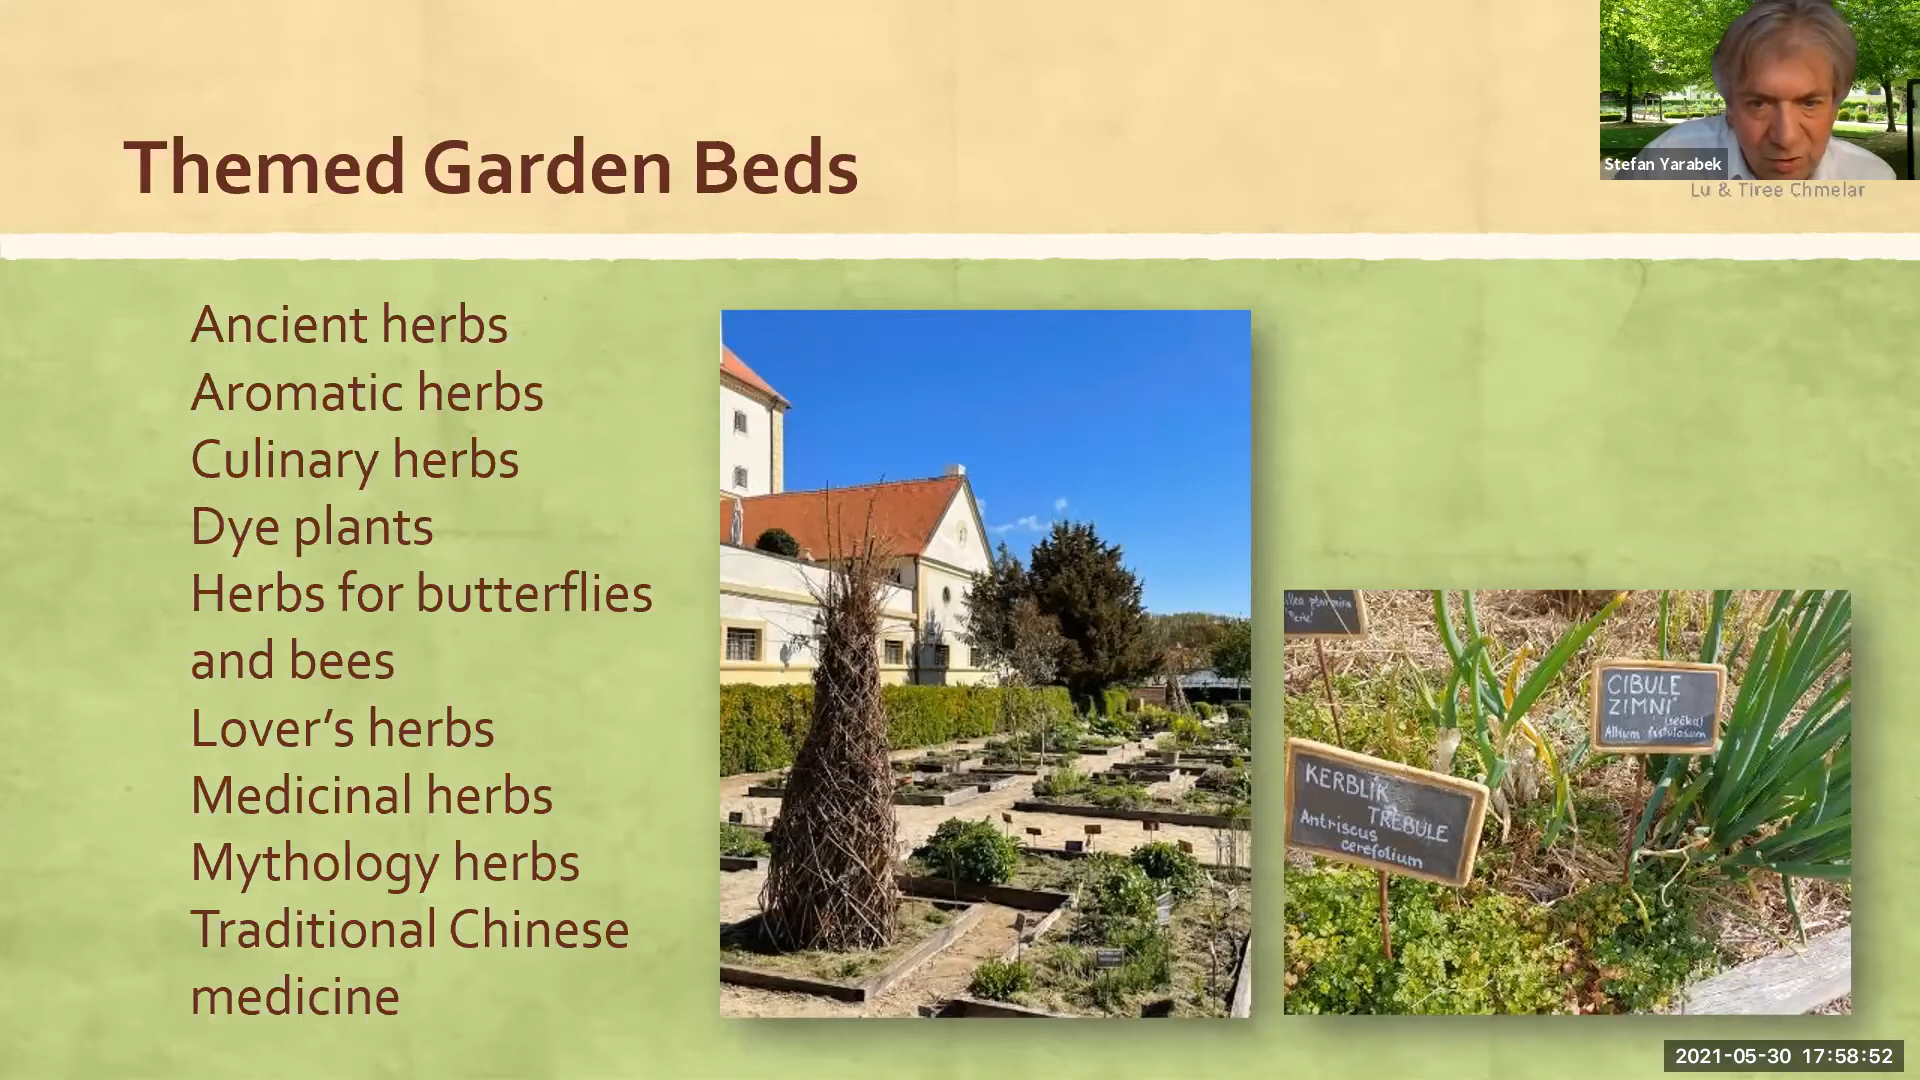 Themed Garden Beds
Stefan Yarabek
Lu & Tiree Chmelar
Ancient herbs
Aromatic herbs
Culinary herbs
Dye plants
Herbs for butterflies
and bees
Lover’s herbs
Medicinal herbs
Mythology herbs
Traditional Chinese
medicine
ptarmica
CIBULE
ZIMNÍ
(sečka)
Allium fistulosum
KERBLÍK
TŘEBULE
Antriscus
cerefolium
2021-05-30 17:58:52